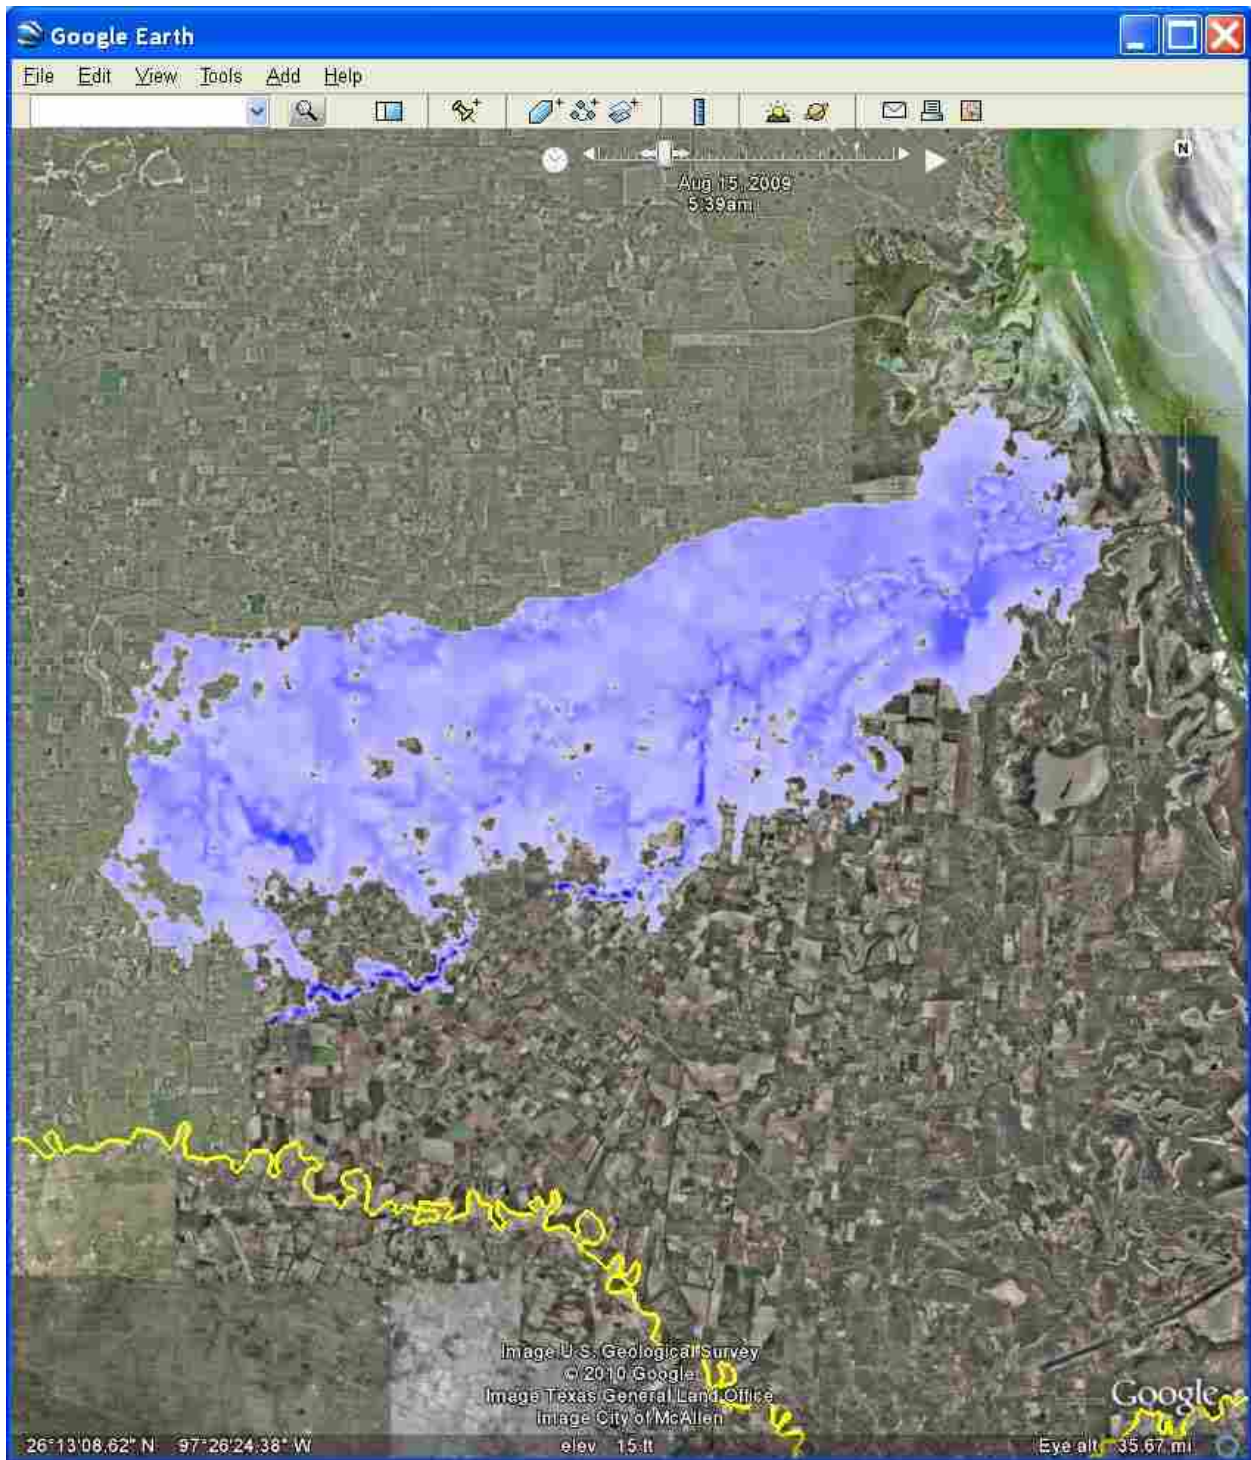 Google Earth
File Edit View Tools Add Help
Aug 15, 2009
5:39am
N
Image U.S. Geological Survey
© 2010 Google
Image Texas General Land Office
Image City of McAllen
Google
26°13'08.62" N 97°26'24.38" W elev 15 ft Eye alt 35.67 mi